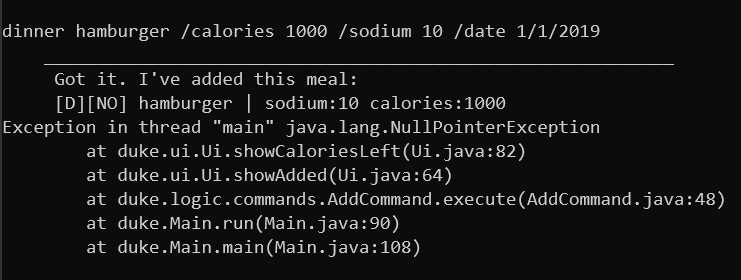 dinner hamburger /calories 1000 /sodium 10 /date 1/1/2019
____________________________________________________________
Got it. I've added this meal:
[D][NO] hamburger | sodium:10 calories:1000
Exception in thread "main" java.lang.NullPointerException
at duke.ui.Ui.showCaloriesLeft(Ui.java:82)
at duke.ui.Ui.showAdded(Ui.java:64)
at duke.logic.commands.AddCommand.execute(AddCommand.java:48)
at duke.Main.run(Main.java:90)
at duke.Main.main(Main.java:108)